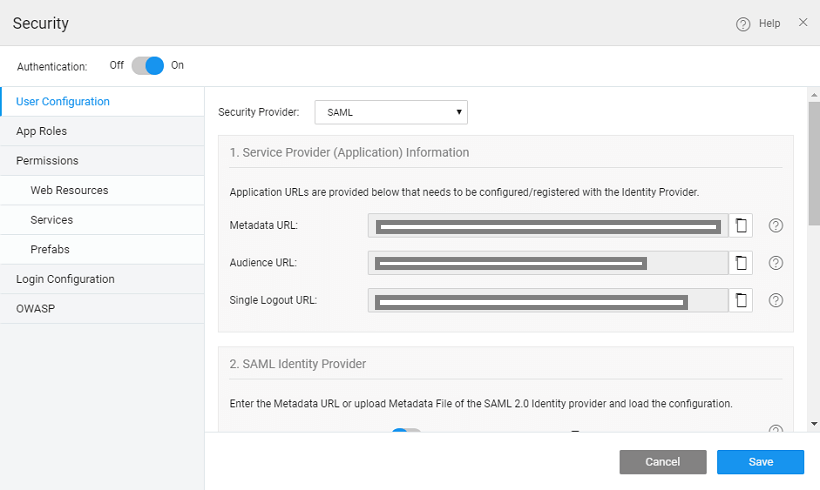 Security
Help
Authentication: Off On
User Configuration
App Roles
Permissions
Web Resources
Services
Prefabs
Login Configuration
OWASP
Security Provider: SAML
1. Service Provider (Application) Information
Application URLs are provided below that needs to be configured/registered with the Identity Provider.
Metadata URL:
Audience URL:
Single Logout URL:
2. SAML Identity Provider
Enter the Metadata URL or upload Metadata File of the SAML 2.0 Identity provider and load the configuration.
Cancel Save